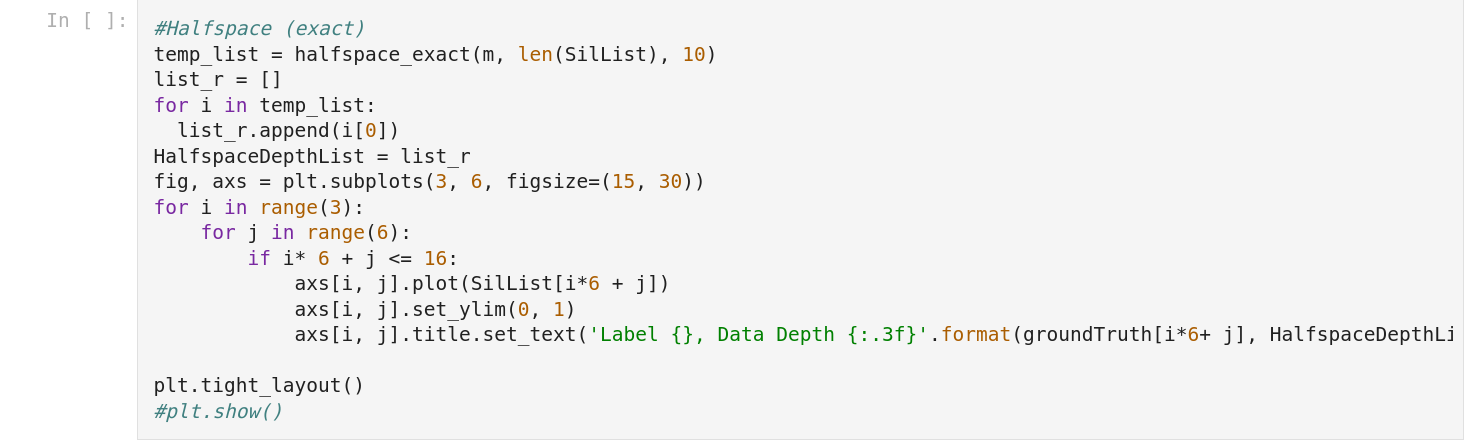 In [ ]:
#Halfspace (exact)
temp_list = halfspace_exact(m, len(SilList), 10)
list_r = []
for i in temp_list:
  list_r.append(i[0])
HalfspaceDepthList = list_r
fig, axs = plt.subplots(3, 6, figsize=(15, 30))
for i in range(3):
    for j in range(6):
        if i* 6 + j <= 16:
            axs[i, j].plot(SilList[i*6 + j])
            axs[i, j].set_ylim(0, 1)
            axs[i, j].title.set_text('Label {}, Data Depth {:.3f}'.format(groundTruth[i*6+ j], HalfspaceDepthLi

plt.tight_layout()
#plt.show()